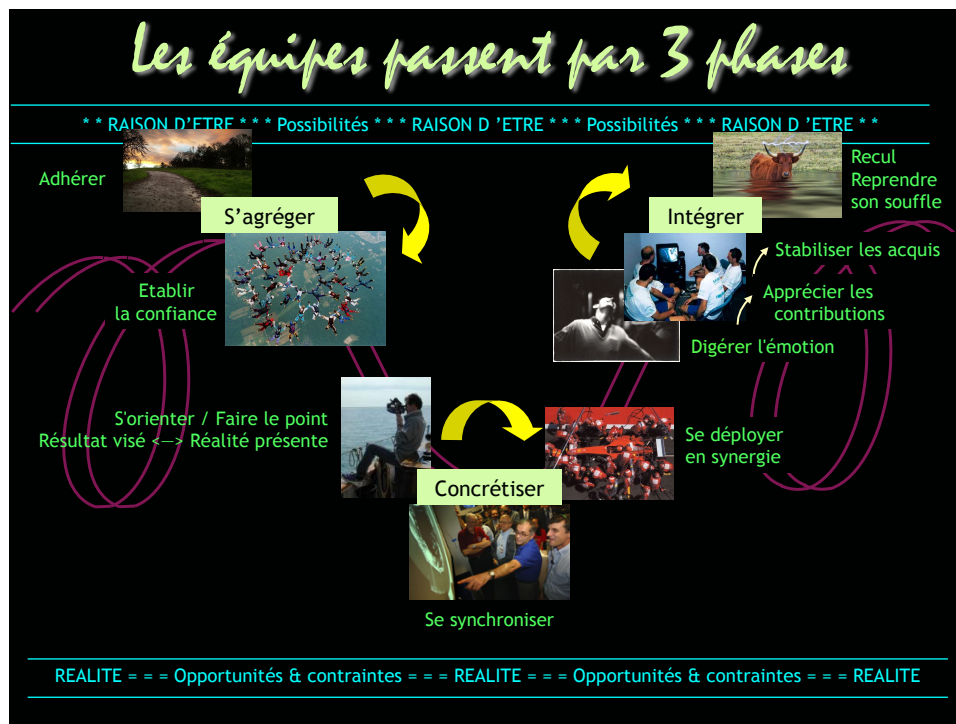 Les équipes passent par 3 phases
* * RAISON D’ETRE * * * Possibilités * * * RAISON D ’ETRE * * * Possibilités * * * RAISON D ’ETRE * *
Adhérer
Recul
Reprendre
son souffle
S’agréger
Intégrer
Stabiliser les acquis
Etablir
la confiance
Apprécier les
contributions
Digérer l'émotion
S'orienter / Faire le point
Résultat visé <—> Réalité présente
Se déployer
en synergie
Concrétiser
Se synchroniser
REALITE = = = Opportunités & contraintes = = = REALITE = = = Opportunités & contraintes = = = REALITE